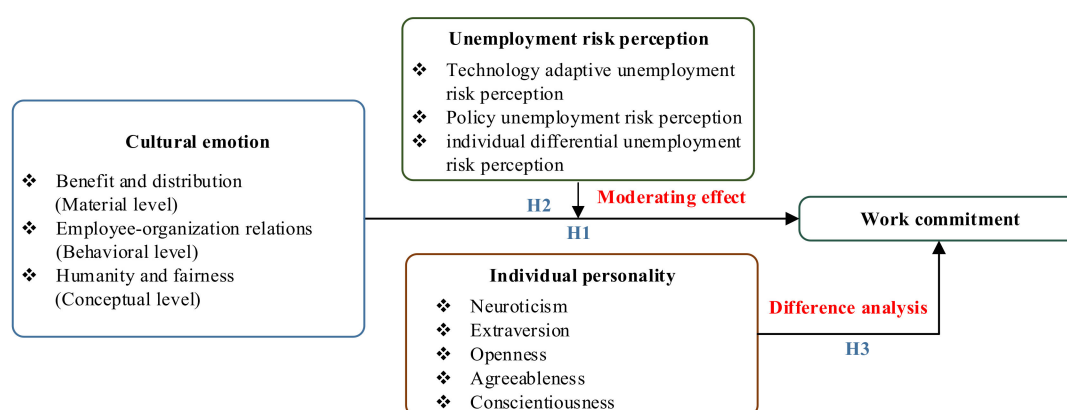 Unemployment risk perception
❖ Technology adaptive unemployment
risk perception
❖ Policy unemployment risk perception
❖ individual differential unemployment
risk perception
Cultural emotion
❖ Benefit and distribution
(Material level)
❖ Employee-organization relations
(Behavioral level)
❖ Humanity and fairness
(Conceptual level)
H2
Moderating effect
H1
Work commitment
Individual personality
❖ Neuroticism
❖ Extraversion
❖ Openness
❖ Agreeableness
❖ Conscientiousness
Difference analysis
H3